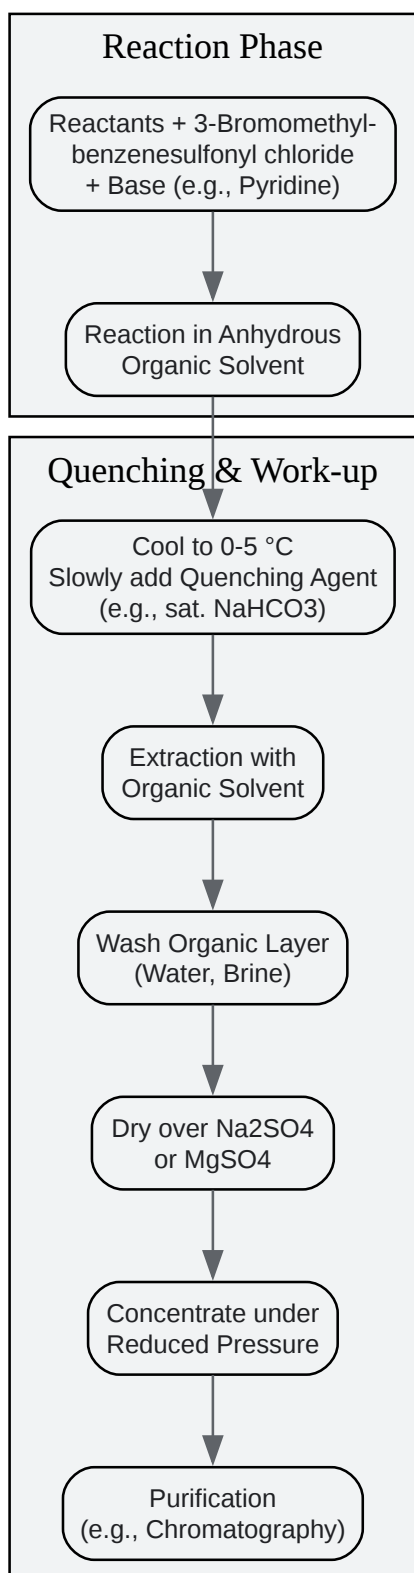 Reaction Phase
Reactants + 3-Bromomethyl-
benzenesulfonyl chloride
+ Base (e.g., Pyridine)
Reaction in Anhydrous
Organic Solvent
Quenching & Work-up
Cool to 0-5 °C
Slowly add Quenching Agent
(e.g., sat. NaHCO3)
Extraction with
Organic Solvent
Wash Organic Layer
(Water, Brine)
Dry over Na2SO4
or MgSO4
Concentrate under
Reduced Pressure
Purification
(e.g., Chromatography)